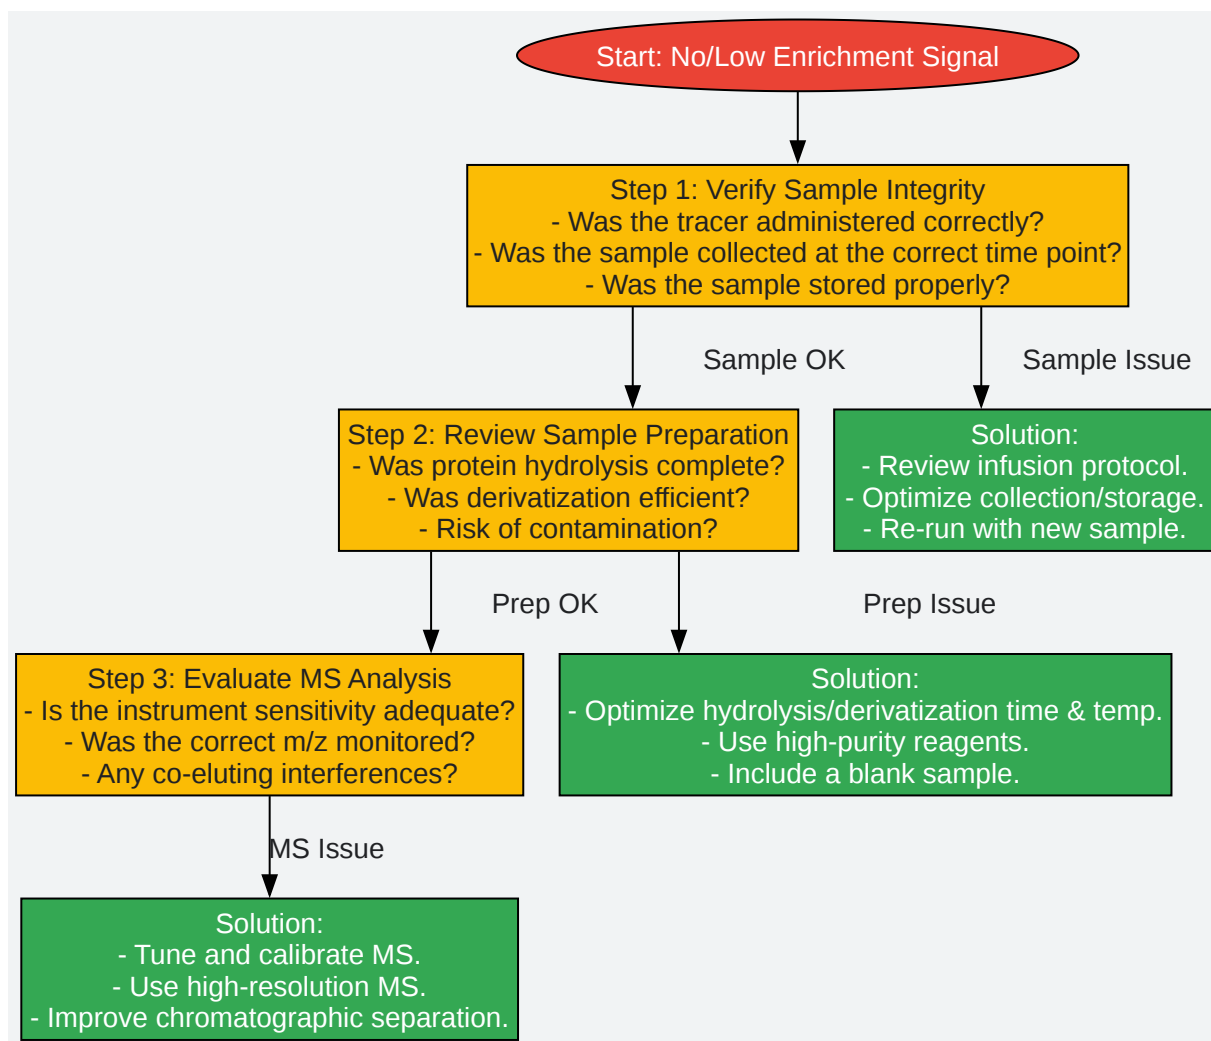 Start: No/Low Enrichment Signal
Step 1: Verify Sample Integrity
- Was the tracer administered correctly?
- Was the sample collected at the correct time point?
- Was the sample stored properly?
Sample OK
Sample Issue
Step 2: Review Sample Preparation
- Was protein hydrolysis complete?
- Was derivatization efficient?
- Risk of contamination?
Solution:
- Review infusion protocol.
- Optimize collection/storage.
- Re-run with new sample.
Prep OK
Prep Issue
Step 3: Evaluate MS Analysis
- Is the instrument sensitivity adequate?
- Was the correct m/z monitored?
- Any co-eluting interferences?
Solution:
- Optimize hydrolysis/derivatization time & temp.
- Use high-purity reagents.
- Include a blank sample.
MS Issue
Solution:
- Tune and calibrate MS.
- Use high-resolution MS.
- Improve chromatographic separation.